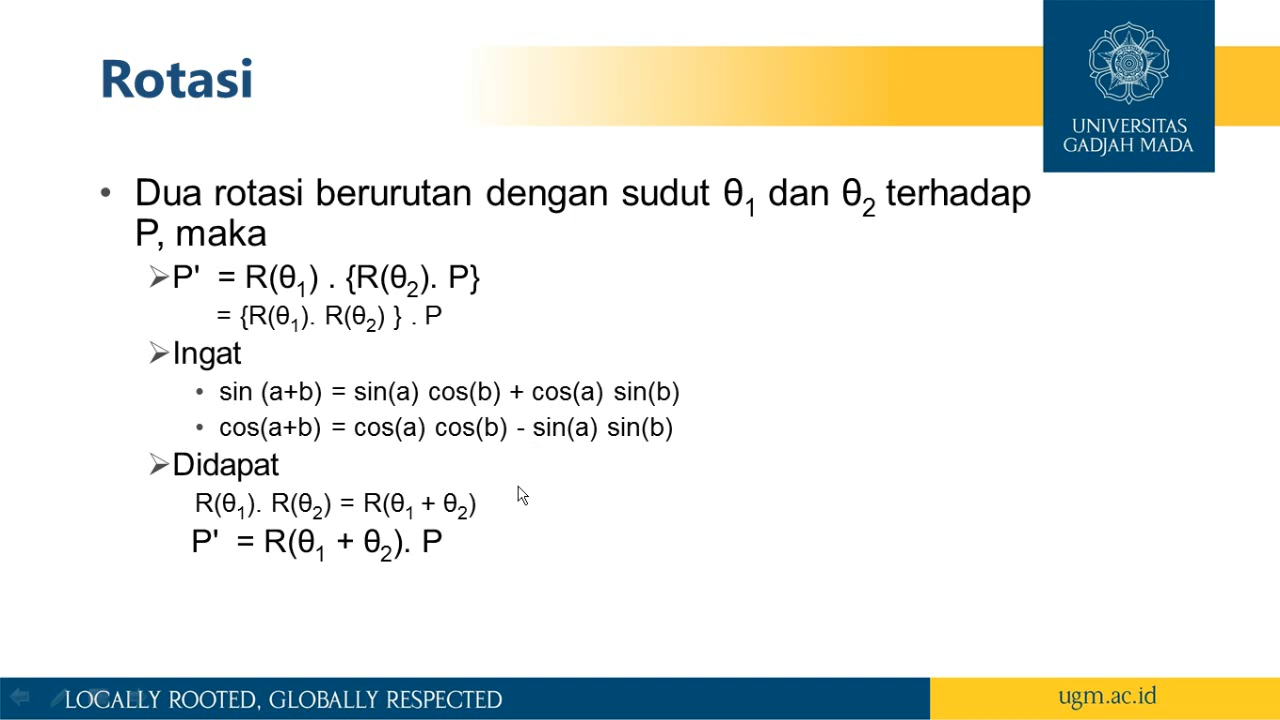 Rotasi
UNIVERSITAS
GADJAH MADA
• Dua rotasi berurutan dengan sudut θ₁ dan θ₂ terhadap
P, maka
➢P' = R(θ₁) . {R(θ₂). P}
= {R(θ₁). R(θ₂) } . P
➢Ingat
• sin (a+b) = sin(a) cos(b) + cos(a) sin(b)
• cos(a+b) = cos(a) cos(b) - sin(a) sin(b)
➢Didapat
R(θ₁). R(θ₂) = R(θ₁ + θ₂)
P' = R(θ₁ + θ₂). P
LOCALLY ROOTED, GLOBALLY RESPECTED
ugm.ac.id